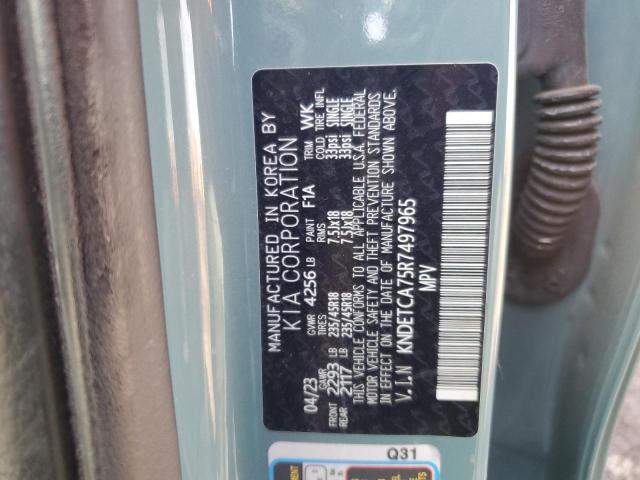 MANUFACTURED IN KOREA BY
KIA CORPORATION
04/23 GVWR 4256 LB PAINT F1A TRIM WK
GAWR TIRES RIMS COLD TIRE INFL
FRONT 2293 LB 235/45R18 7.5Jx18 33psi SINGLE
REAR 2117 LB 235/45R18 7.5Jx18 33psi SINGLE
THIS VEHICLE CONFORMS TO ALL APPLICABLE U.S.A. FEDERAL
MOTOR VEHICLE SAFETY AND THEFT PREVENTION STANDARDS
IN EFFECT ON THE DATE OF MANUFACTURE SHOWN ABOVE.
V.I.N KNDETCA75R7497965
MPV
Q31